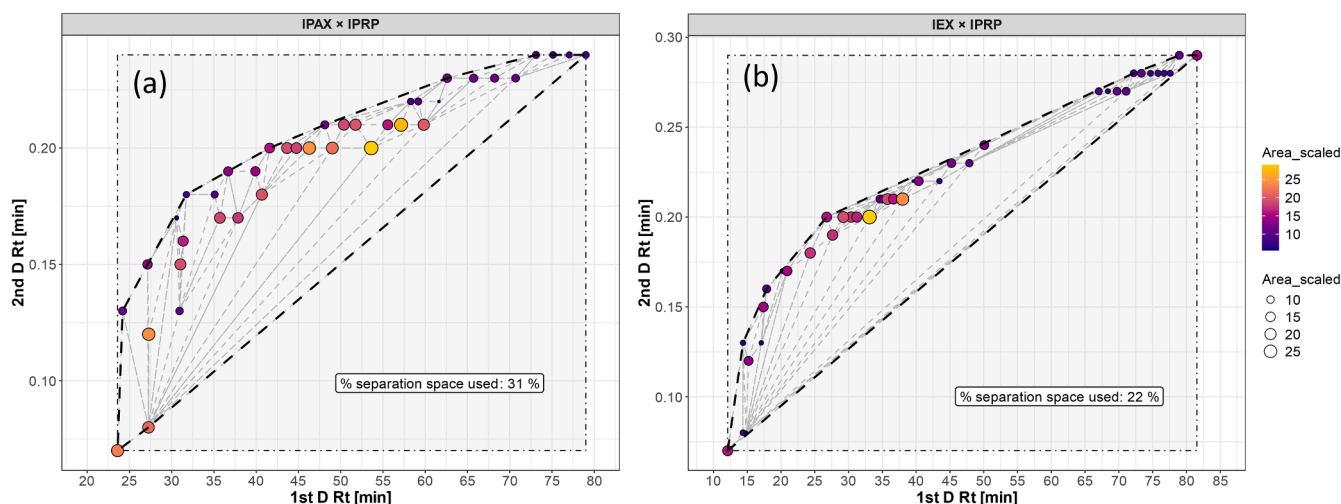 IPAX × IPRP
(a)
2nd D Rt [min]
0.20
0.15
0.10
% separation space used: 31 %
20 25 30 35 40 45 50 55 60 65 70 75 80
1st D Rt [min]
IEX × IPRP
(b)
2nd D Rt [min]
0.30
0.25
0.20
0.15
0.10
% separation space used: 22 %
10 15 20 25 30 35 40 45 50 55 60 65 70 75 80 85
1st D Rt [min]
Area_scaled
25
20
15
10
Area_scaled
10
15
20
25